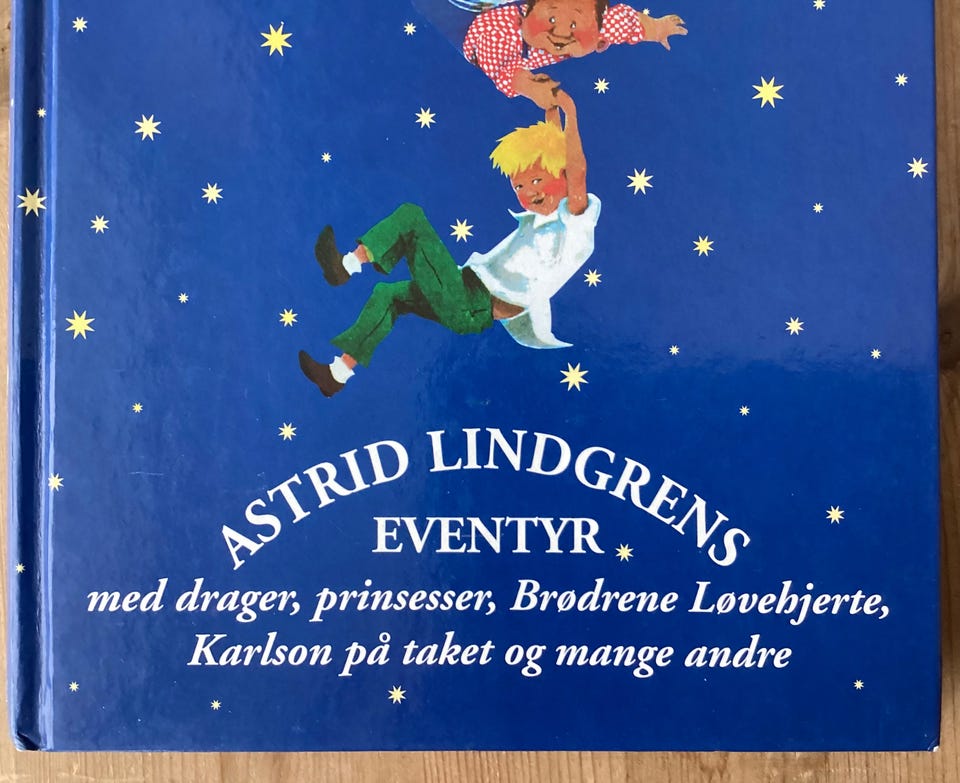 ASTRID LINDGRENS
EVENTYR
med drager, prinsesser, Brødrene Løvehjerte,
Karlson på taket og mange andre